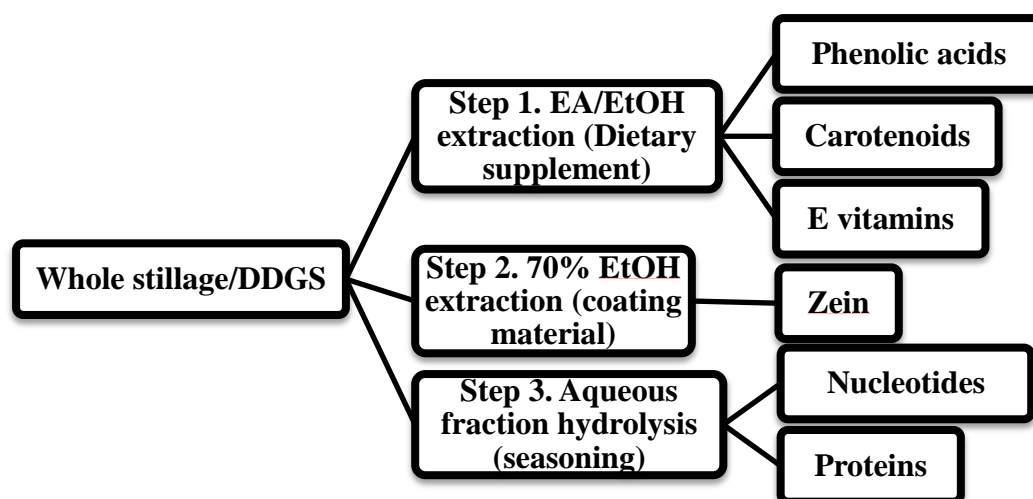 Whole stillage/DDGS
Step 1. EA/EtOH
extraction (Dietary
supplement)
Phenolic acids
Carotenoids
E vitamins
Step 2. 70% EtOH
extraction (coating
material)
Zein
Step 3. Aqueous
fraction hydrolysis
(seasoning)
Nucleotides
Proteins